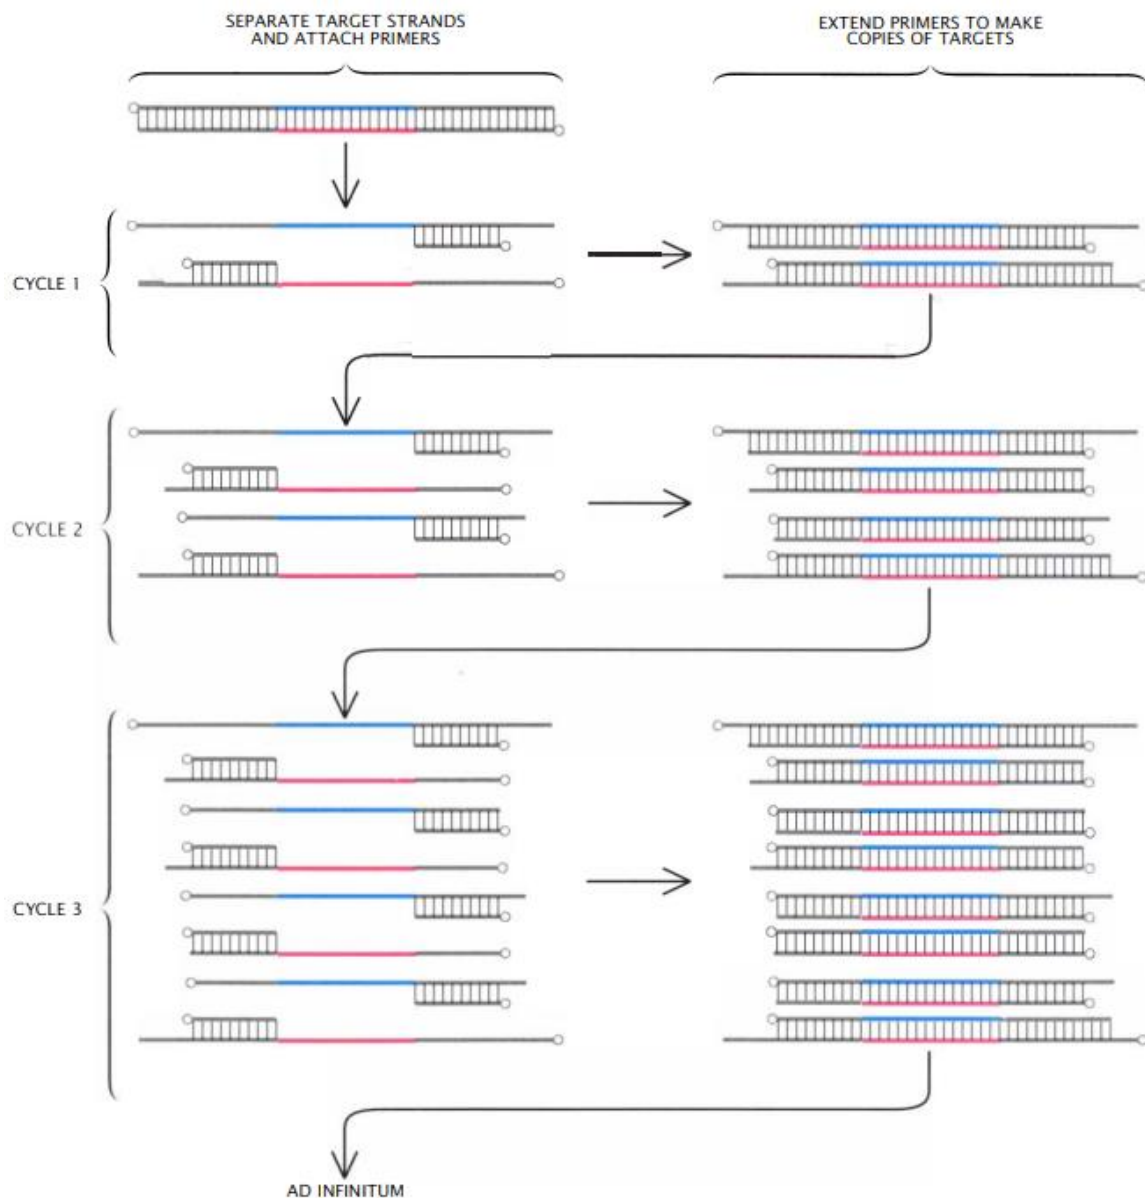 SEPARATE TARGET STRANDS
AND ATTACH PRIMERS
EXTEND PRIMERS TO MAKE
COPIES OF TARGETS
CYCLE 1
CYCLE 2
CYCLE 3
AD INFINITUM